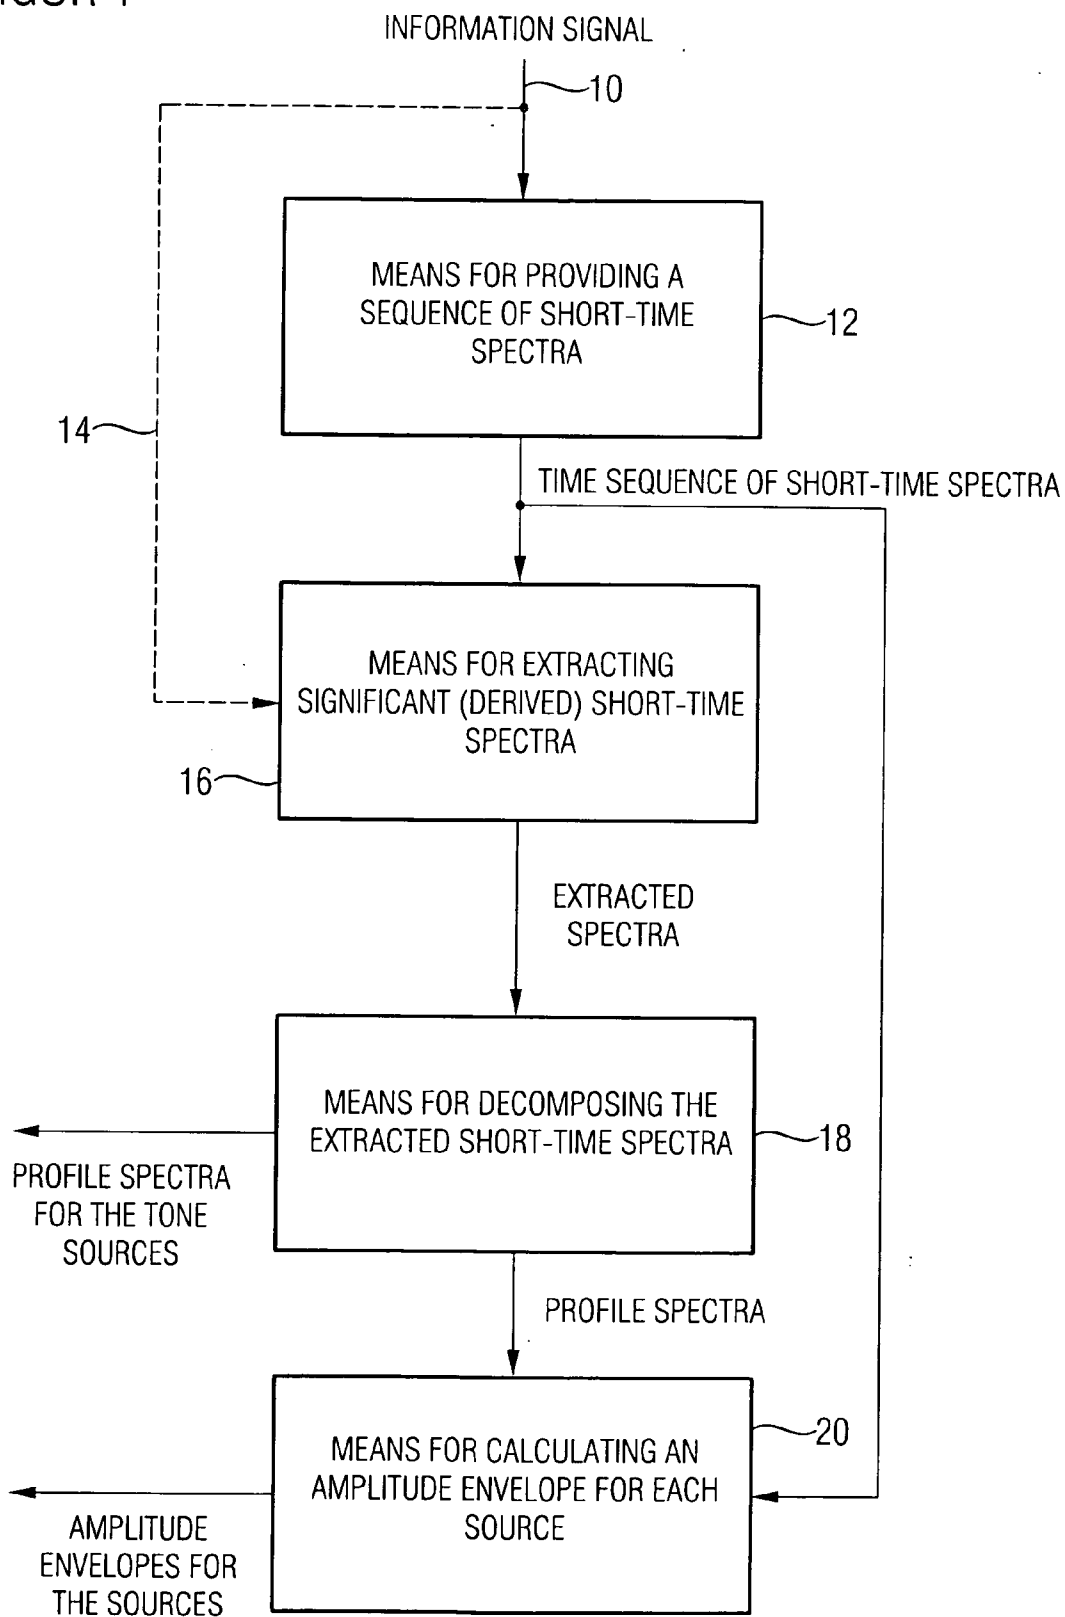 INFORMATION SIGNAL
10
MEANS FOR PROVIDING A
SEQUENCE OF SHORT-TIME
SPECTRA
12
14
TIME SEQUENCE OF SHORT-TIME SPECTRA
MEANS FOR EXTRACTING
SIGNIFICANT (DERIVED) SHORT-TIME
SPECTRA
16
EXTRACTED
SPECTRA
MEANS FOR DECOMPOSING THE
EXTRACTED SHORT-TIME SPECTRA
18
PROFILE SPECTRA
FOR THE TONE
SOURCES
PROFILE SPECTRA
20
MEANS FOR CALCULATING AN
AMPLITUDE ENVELOPE FOR EACH
SOURCE
AMPLITUDE
ENVELOPES FOR
THE SOURCES